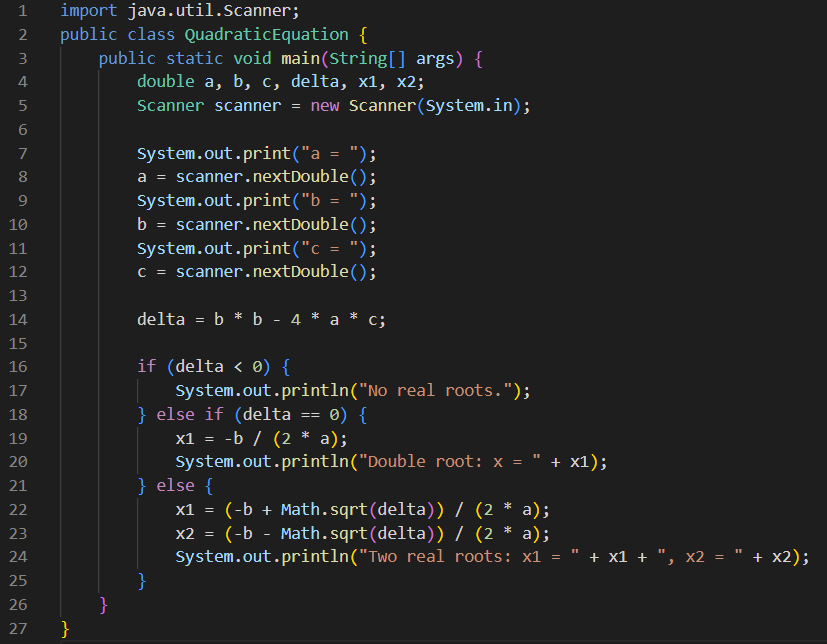 1 import java.util.Scanner;
2 public class QuadraticEquation {
3     public static void main(String[] args) {
4         double a, b, c, delta, x1, x2;
5         Scanner scanner = new Scanner(System.in);
6
7         System.out.print("a = ");
8         a = scanner.nextDouble();
9         System.out.print("b = ");
10         b = scanner.nextDouble();
11         System.out.print("c = ");
12         c = scanner.nextDouble();
13
14         delta = b * b - 4 * a * c;
15
16         if (delta < 0) {
17             System.out.println("No real roots.");
18         } else if (delta == 0) {
19             x1 = -b / (2 * a);
20             System.out.println("Double root: x = " + x1);
21         } else {
22             x1 = (-b + Math.sqrt(delta)) / (2 * a);
23             x2 = (-b - Math.sqrt(delta)) / (2 * a);
24             System.out.println("Two real roots: x1 = " + x1 + ", x2 = " + x2);
25         }
26     }
27 }